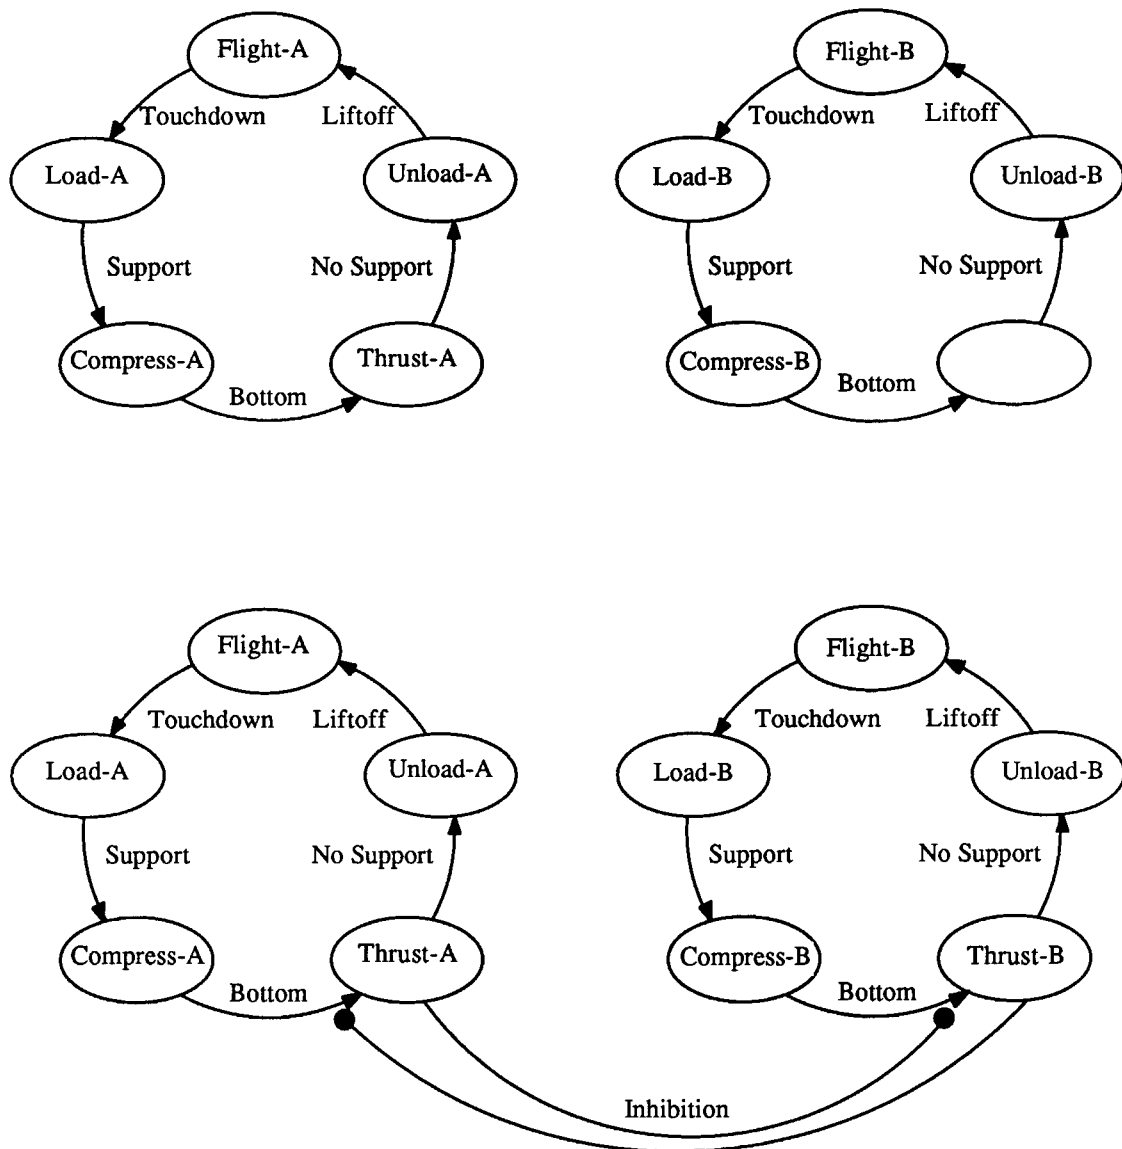 Flight-A
Flight-B
Touchdown
Liftoff
Touchdown
Liftoff
Load-A
Unload-A
Load-B
Unload-B
Support
No Support
Support
No Support
Compress-A
Thrust-A
Compress-B
Bottom
Bottom
Flight-A
Flight-B
Touchdown
Liftoff
Touchdown
Liftoff
Load-A
Unload-A
Load-B
Unload-B
Support
No Support
Support
No Support
Compress-A
Thrust-A
Compress-B
Thrust-B
Bottom
Bottom
Inhibition